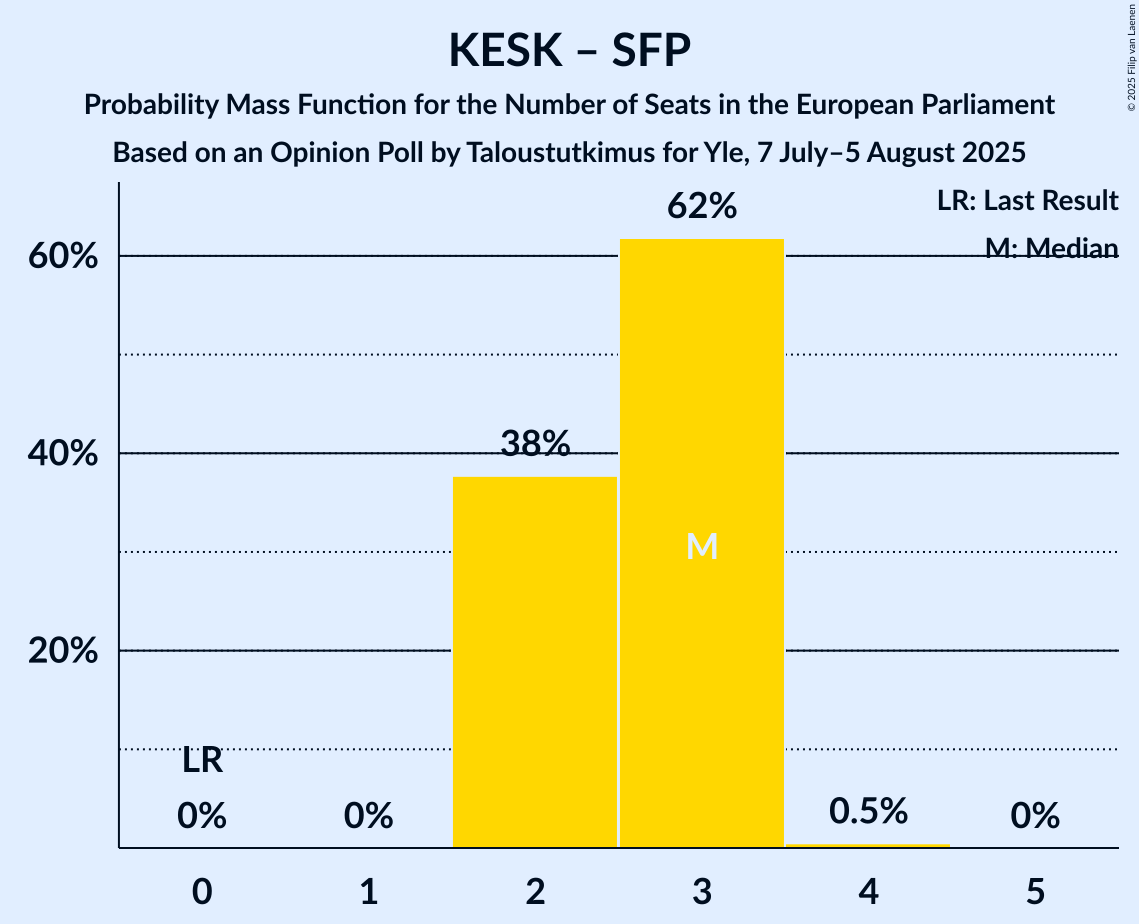 KESK – SFP
Probability Mass Function for the Number of Seats in the European Parliament
Based on an Opinion Poll by Taloustutkimus for Yle, 7 July–5 August 2025
© 2025 Filip van Laenen
LR: Last Result
M: Median
62%
60%
38%
40%
M
20%
LR
0%
0%
0.5%
0%
0
1
2
3
4
5